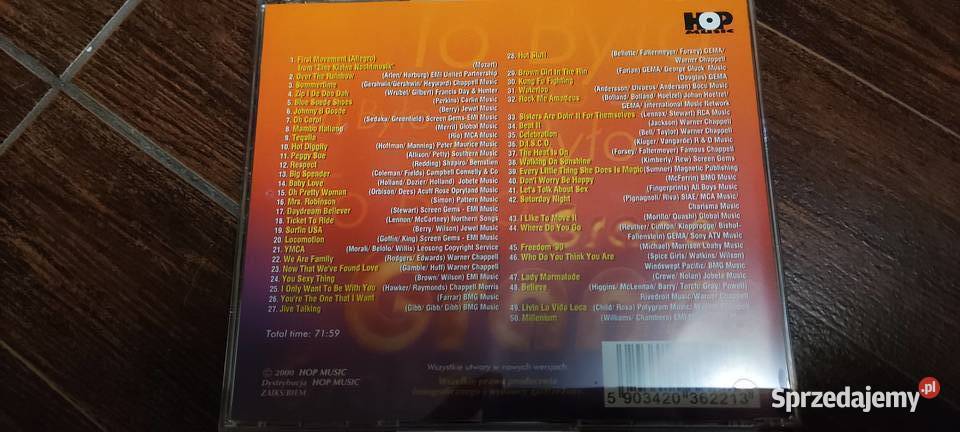 HOP
MUSIC
1. First Movement (Allegro)
from "Eine Kleine Nachtmusik" (Mozart)
2. Over The Rainbow (Arlen/ Harburg) EMI United Partnership
3. Summertime (Gershwin/Gershwin/ Heyward) Chappell Music
4. Zip I De Doo Dah (Wrubel/ Gilbert) Francis Day & Hunter
5. Blue Suede Shoes (Perkins) Carlin Music
6. Johnny B Goode (Berry) Jewel Music
7. Oh Carol (Sedaka/ Greenfield) Screen Gems-EMI Music
8. Mambo Italiano (Merril) Global Music
9. Tequila (Rio) MCA Music
10. Hot Diggity (Hoffman/ Manning) Peter Maurice Music
11. Peggy Sue (Allison/ Petty) Southern Music
12. Respect (Redding) Shapiro/ Bernstien
13. Big Spender (Coleman/ Fields) Campbell Connelly & Co
14. Baby Love (Holland/ Dozier/ Holland) Jobete Music
15. Oh Pretty Woman (Orbison/ Dees) Acuff Rose Opryland Music
16. Mrs. Robinson (Simon) Pattern Music
17. Daydream Believer (Stewart) Screen Gems - EMI Music
18. Ticket To Ride (Lennon/ McCartney) Northern Songs
19. Surfin USA (Berry/ Wilson) Jewel Music
20. Locomotion (Goffin/ King) Screen Gems - EMI Music
21. YMCA (Morali/ Belolo/ Willis) Leosong Copyright Service
22. We Are Family (Rodgers/ Edwards) Warner Chappell
23. Now That We've Found Love (Gamble/ Huff) Warner Chappell
24. You Sexy Thing (Brown/ Wilson) EMI Music
25. I Only Want To Be With You (Hawker/ Raymonds) Chappell Morris
26. You're The One That I Want (Farrar) BMG Music
27. Jive Talking (Gibb/ Gibb/ Gibb) BMG Music
Total time: 71:59
28. Hot Stuff (Bellotte/ Faltermeyer/ Forsey) GEMA/
Warner Chappell
29. Brown Girl In The Rin (Farian) GEMA/ George Gluck Music
30. Kung Fu Fighting (Douglas) GEMA
31. Waterloo (Andersson/ Ulvaeus/ Anderson) Bocu Music
32. Rock Me Amadeus (Bolland/ Bolland/ Hoelzel) Johan Hoelzel/
GEMA/ International Music Network
33. Sisters Are Doin' It For Themselves (Lennox/ Stewart) RCA Music
34. Beat It (Jackson) Warner Chappell
35. Celebration (Bell/ Taylor) Warner Chappell
36. D.I.S.C.O. (Kluger/ Vangarde) R & D Music
37. The Heat Is On (Forsey/ Faltermeyer) Famous Chappell
38. Walking On Sunshine (Kimberly/ Rew) Screen Gems
39. Every Little Thing She Does Is Magic (Sumner) Magnetic Publishing
40. Don't Worry Be Happy (McFerrin) BMG Music
41. Let's Talk About Sex (Fingerprints) All Boys Music
42. Saturday Night (Pignagnoli/ Riva) SIAE/ MCA Music/
Charisma Music
43. I Like To Move It (Morillo/ Quashi) Global Music
44. Where Do You Go
Fallenstein) GEMA/ Sony ATV Music
45. Freedom '90 (Michael) Morrison Leahy Music
46. Who Do You Think You Are (Spice Girls/ Watkins/ Wilson)
Windswept Pacific/ BMG Music
47. Lady Marmalade (Crewe/ Nolan) Jobete Music
48. Believe (Higgins/ McLennan/ Barry/ Torch/ Gray/ Powell)
Rivedroit Music/ Warner Chappell
49. Livin La Vida Loca (Child/ Rosa) Polygram Music/
50. Millenium (Williams/ Chambers) EMI
Wszystkie utwory w nowych wersjach.
© 2000 HOP MUSIC
Dystrybucja HOP MUSIC
ZAIKS/BIEM
5 903420 362213
Sprzedajemy.pl